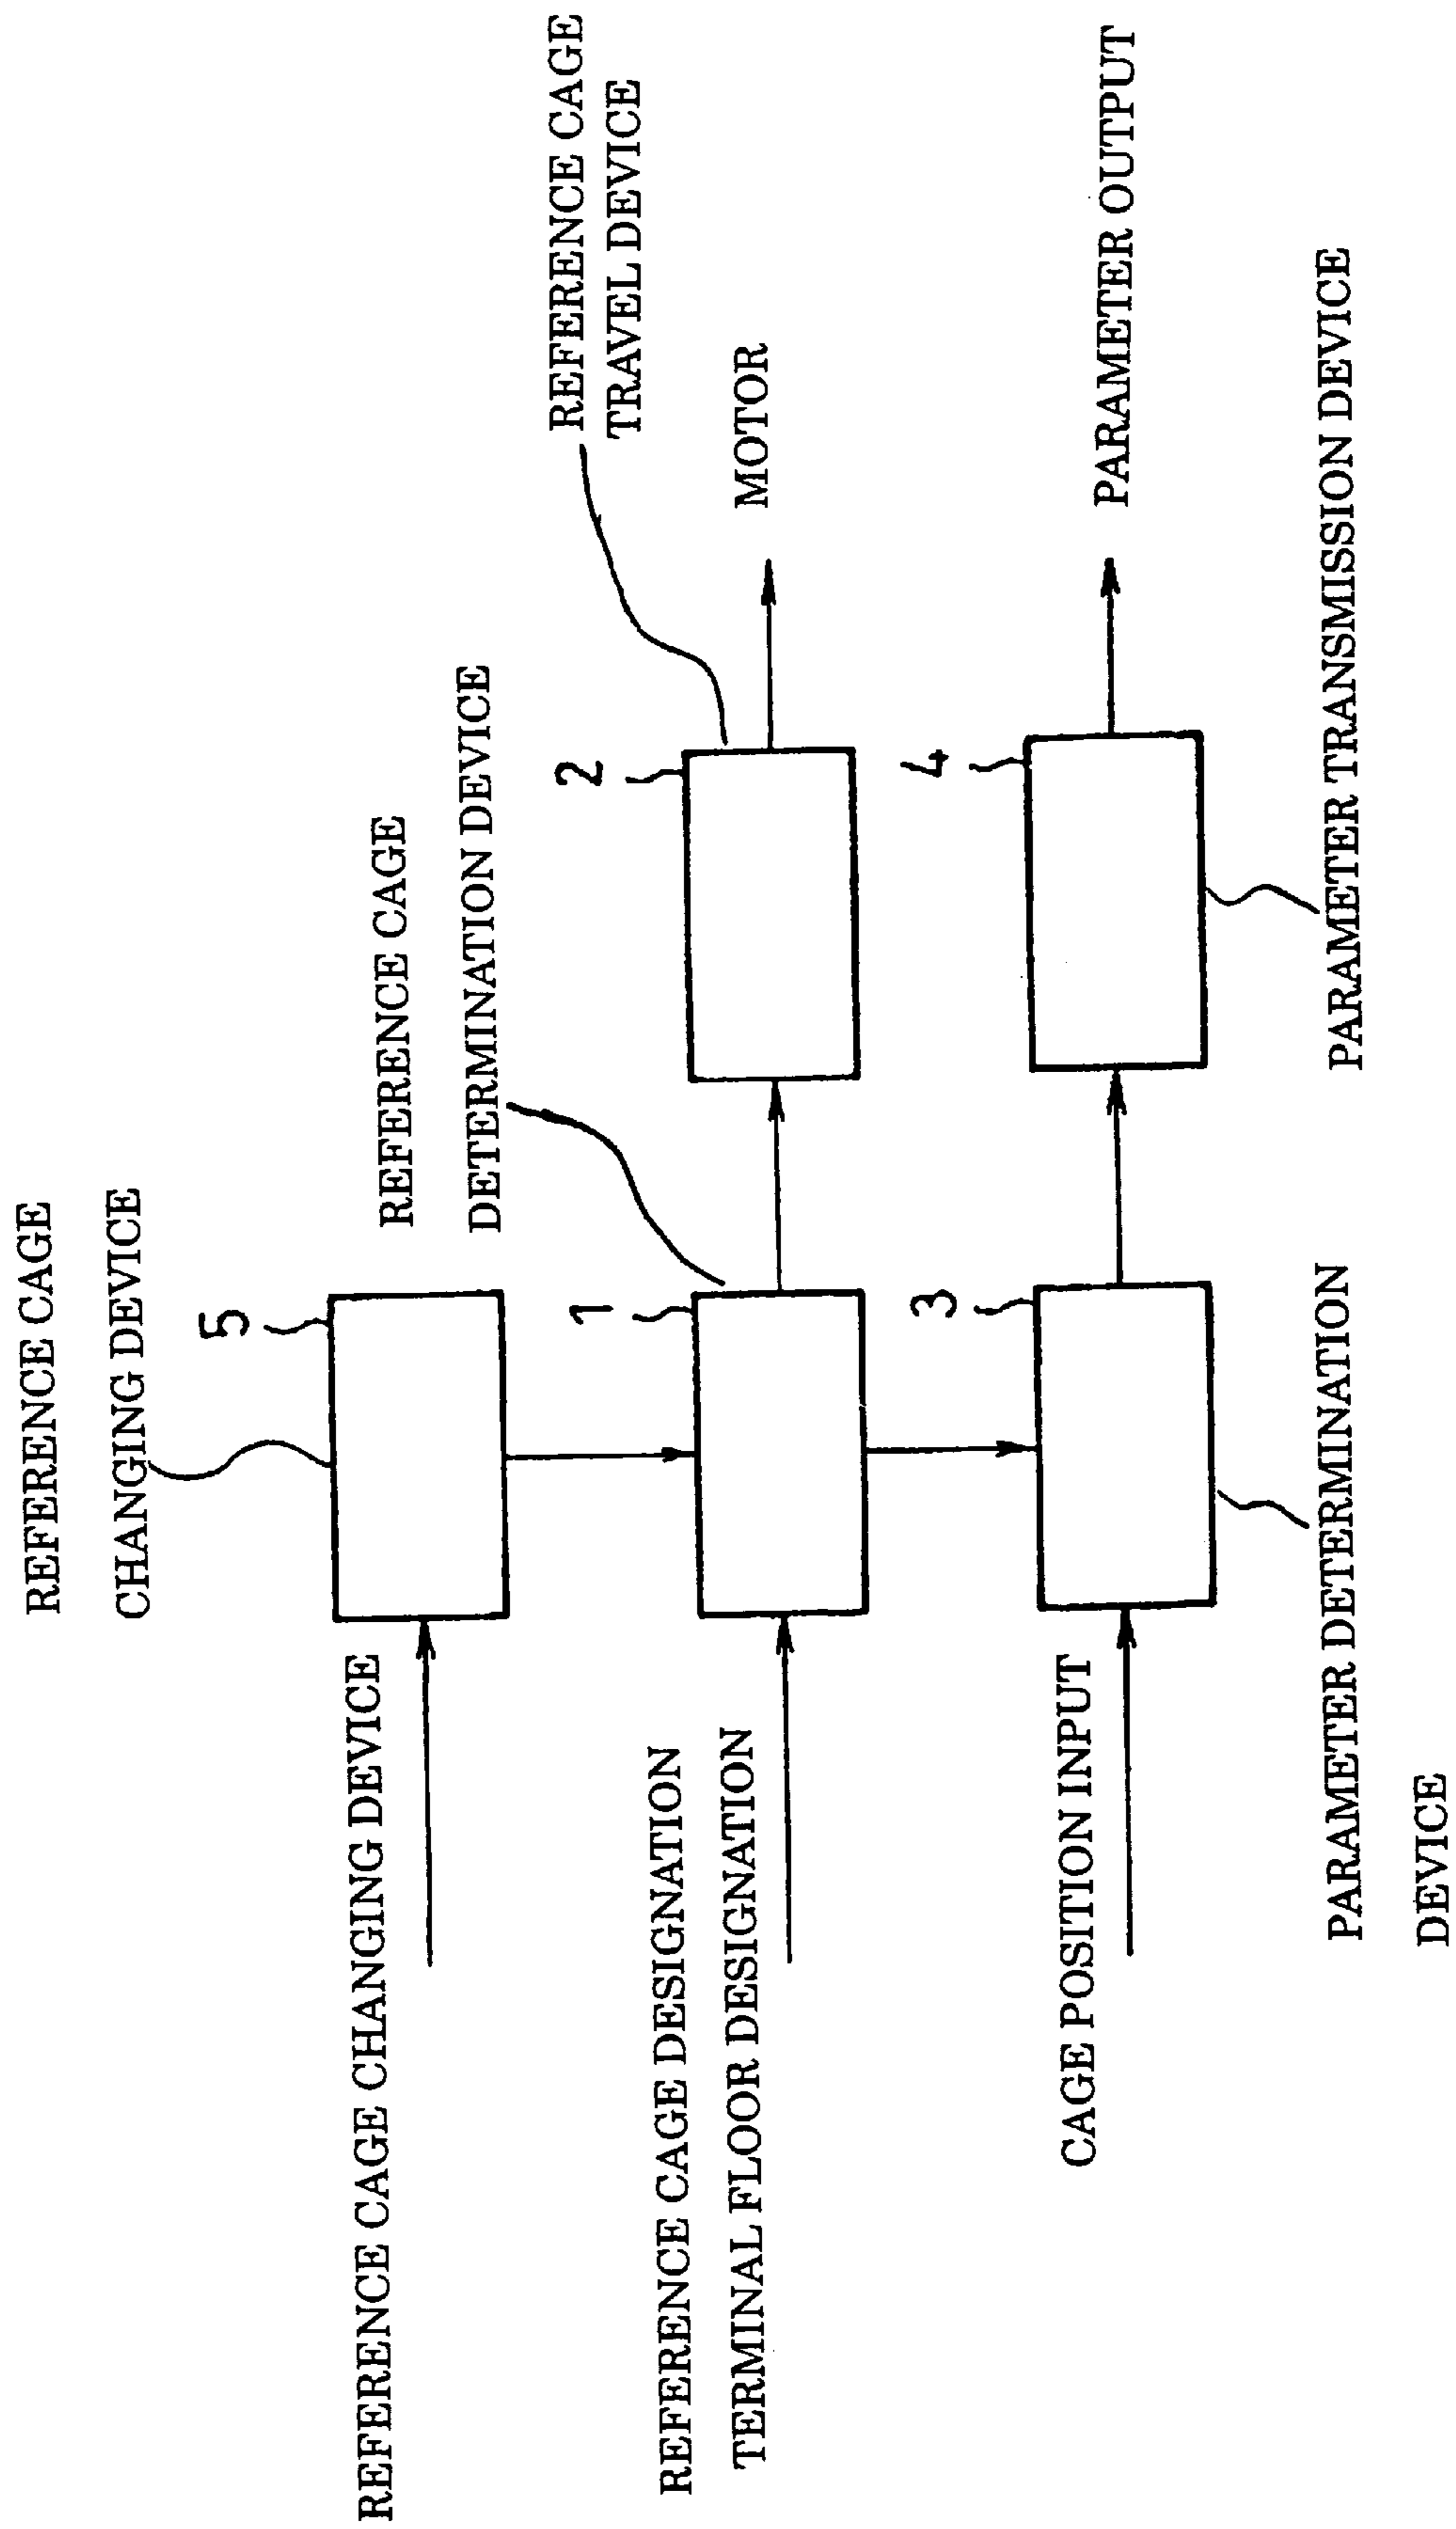 REFERENCE CAGE
CHANGING DEVICE
5
REFERENCE CAGE CHANGING DEVICE
REFERENCE CAGE
DETERMINATION DEVICE
1
REFERENCE CAGE DESIGNATION
TERMINAL FLOOR DESIGNATION
2
REFERENCE CAGE
TRAVEL DEVICE
MOTOR
3
CAGE POSITION INPUT
4
PARAMETER OUTPUT
PARAMETER DETERMINATION
DEVICE
PARAMETER TRANSMISSION DEVICE